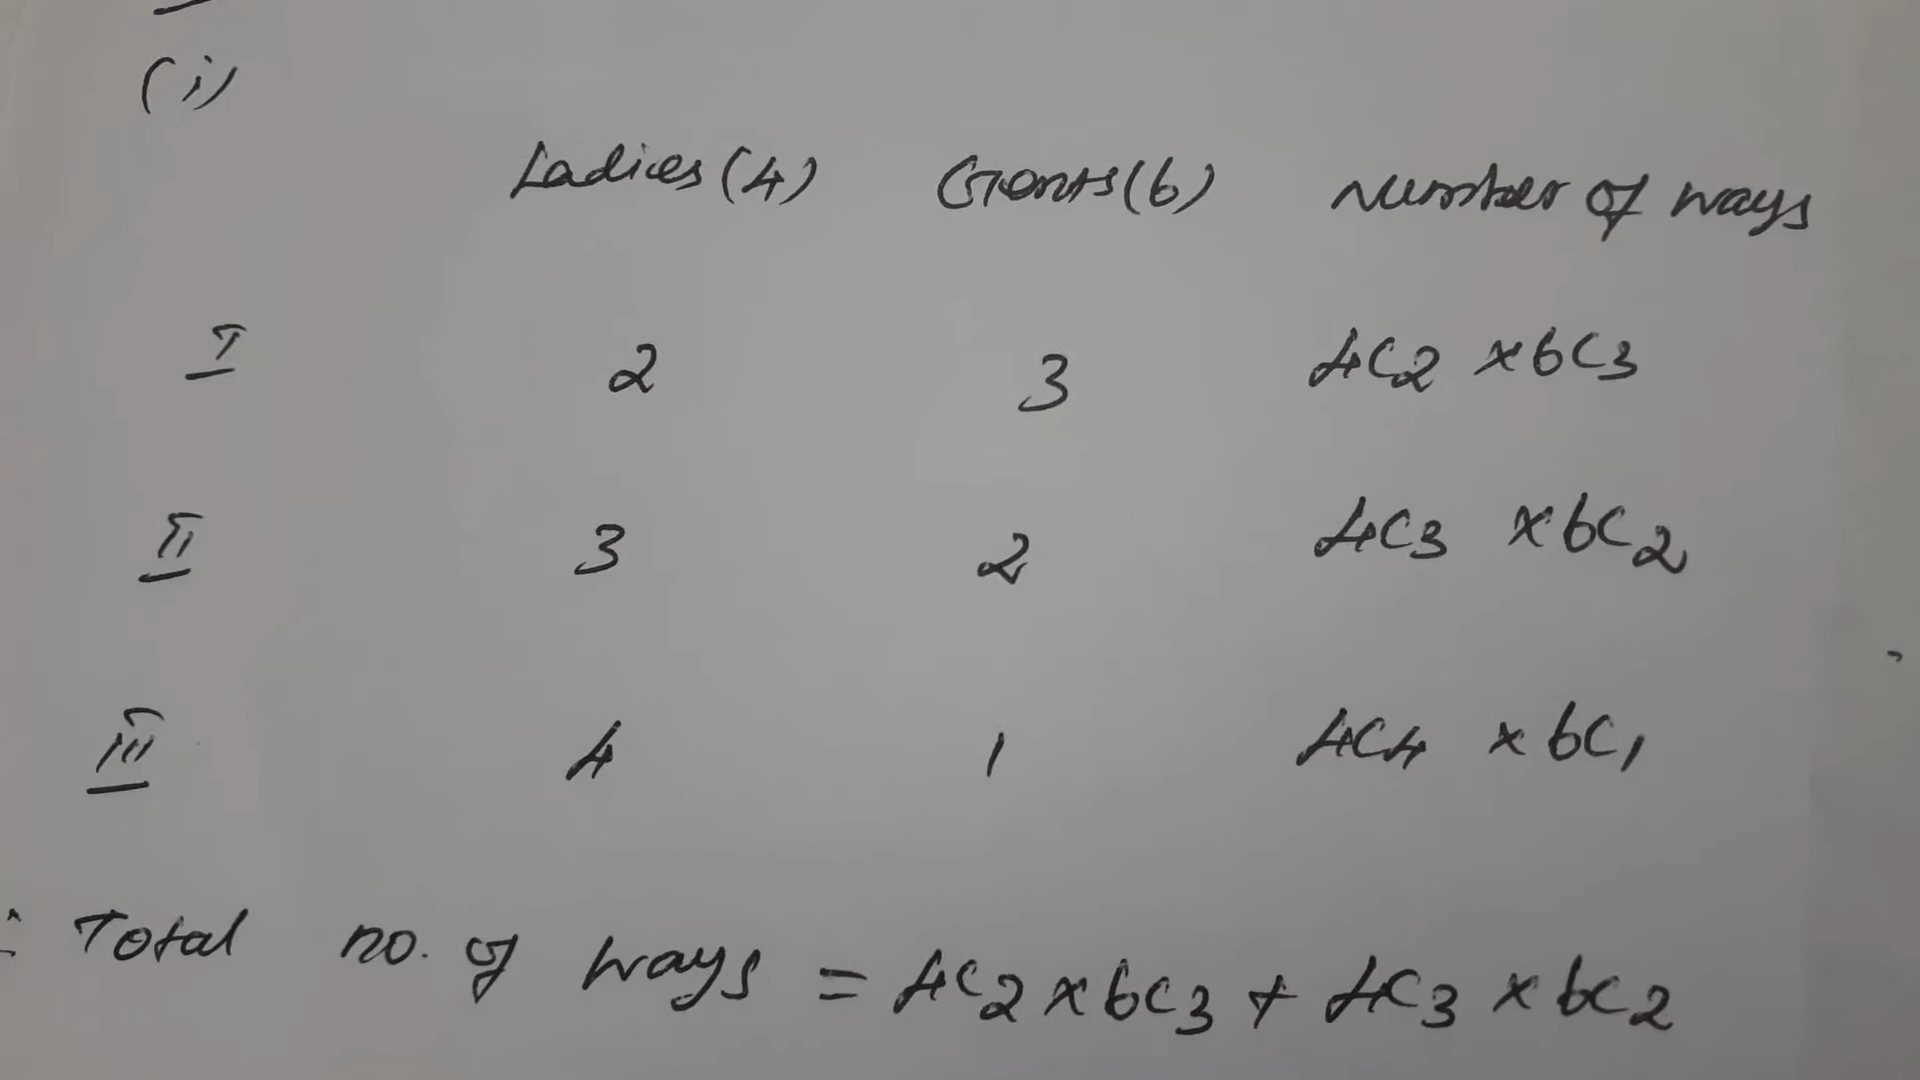 (i)
Ladies (4) Gents (6) Number of ways
I 2 3 4C2 × 6C3
II 3 2 4C3 × 6C2
III 4 1 4C4 × 6C1
∴ Total no. of ways = 4C2 × 6C3 + 4C3 × 6C2